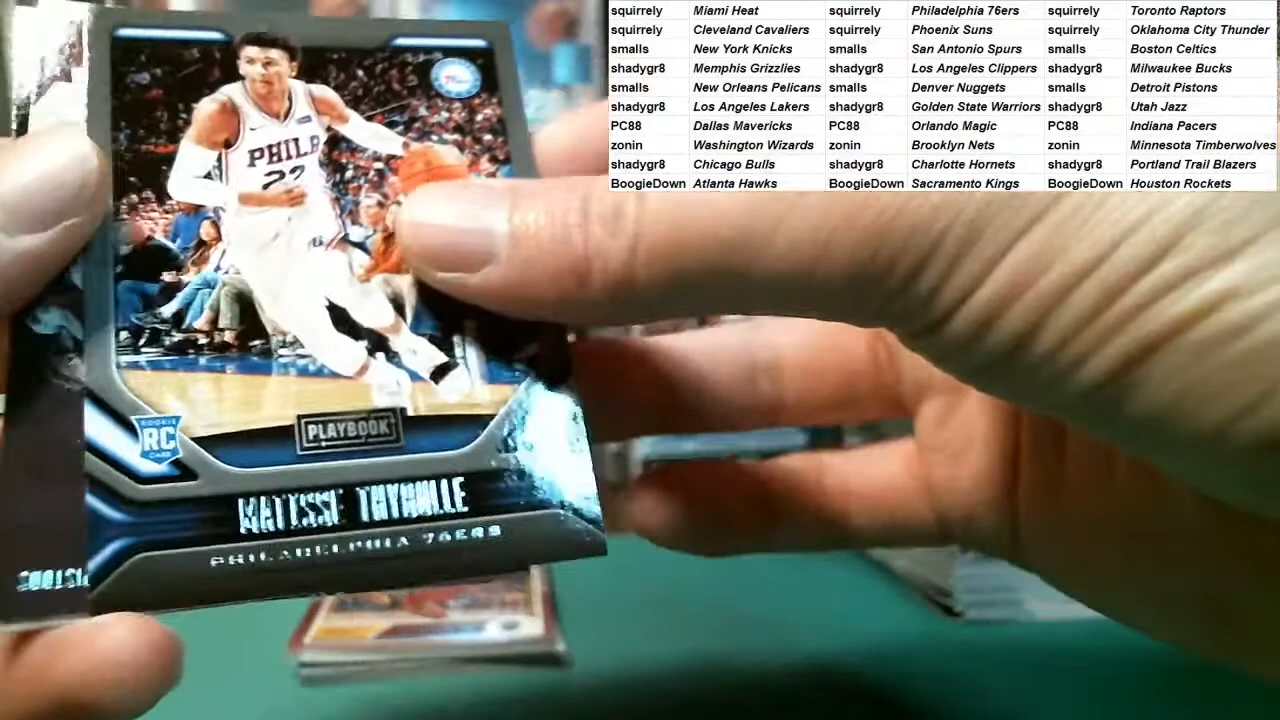 squirrely Miami Heat squirrely Philadelphia 76ers squirrely Toronto Raptors
squirrely Cleveland Cavaliers squirrely Phoenix Suns squirrely Oklahoma City Thunder
smalls New York Knicks smalls San Antonio Spurs smalls Boston Celtics
shadygr8 Memphis Grizzlies shadygr8 Los Angeles Clippers shadygr8 Milwaukee Bucks
smalls New Orleans Pelicans smalls Denver Nuggets smalls Detroit Pistons
shadygr8 Los Angeles Lakers shadygr8 Golden State Warriors shadygr8 Utah Jazz
PC88 Dallas Mavericks PC88 Orlando Magic PC88 Indiana Pacers
zonin Washington Wizards zonin Brooklyn Nets zonin Minnesota Timberwolves
shadygr8 Chicago Bulls shadygr8 Charlotte Hornets shadygr8 Portland Trail Blazers
BoogieDown Atlanta Hawks BoogieDown Sacramento Kings BoogieDown Houston Rockets
PHILA
22
ROOKIE
RC
CARD
PLAYBOOK
MATISSE THYBULLE
PHILADELPHIA 76ERS